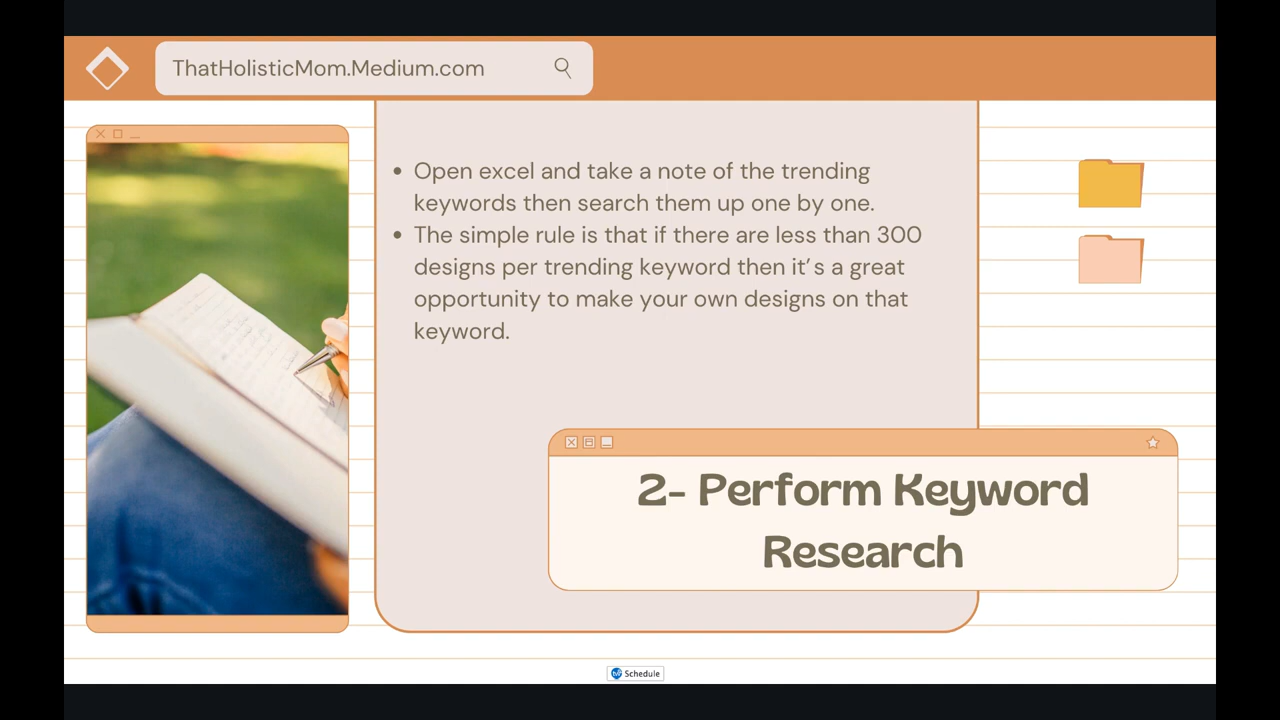 ThatHolisticMom.Medium.com
• Open excel and take a note of the trending
keywords then search them up one by one.
• The simple rule is that if there are less than 300
designs per trending keyword then it's a great
opportunity to make your own designs on that
keyword.
2- Perform Keyword
Research
Schedule